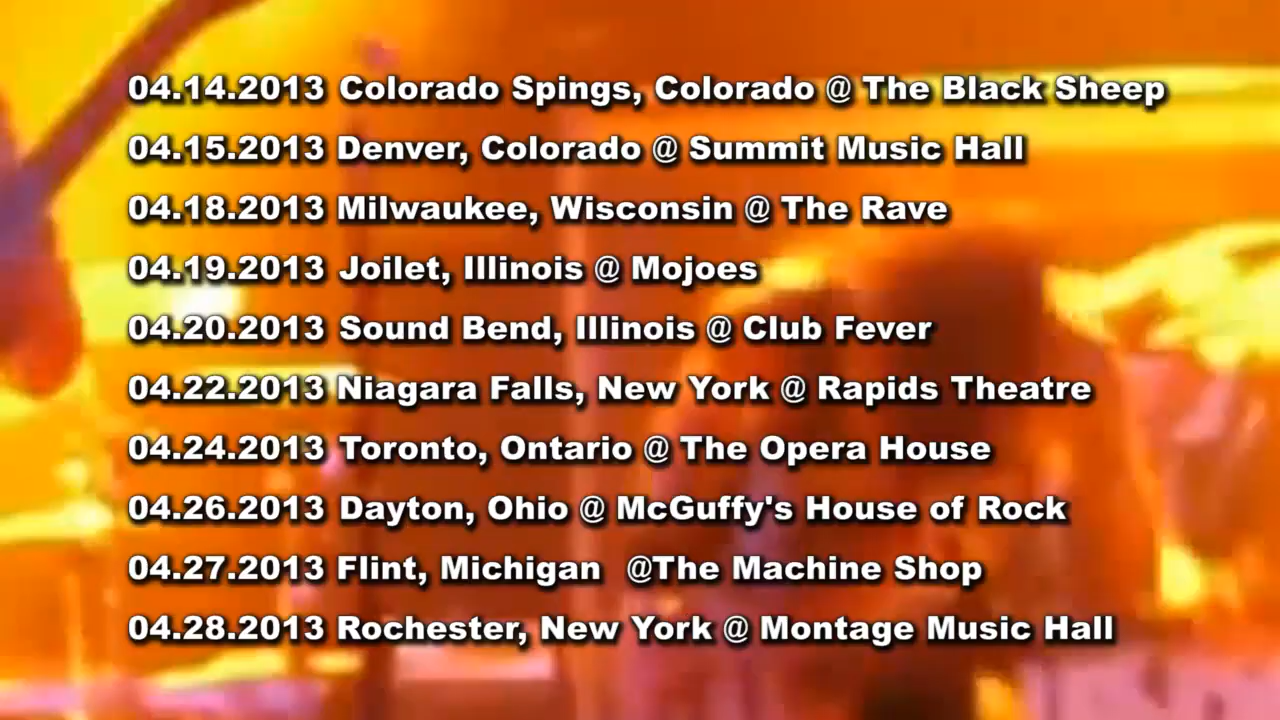 04.14.2013 Colorado Spings, Colorado @ The Black Sheep
04.15.2013 Denver, Colorado @ Summit Music Hall
04.18.2013 Milwaukee, Wisconsin @ The Rave
04.19.2013 Joilet, Illinois @ Mojoes
04.20.2013 Sound Bend, Illinois @ Club Fever
04.22.2013 Niagara Falls, New York @ Rapids Theatre
04.24.2013 Toronto, Ontario @ The Opera House
04.26.2013 Dayton, Ohio @ McGuffy's House of Rock
04.27.2013 Flint, Michigan @The Machine Shop
04.28.2013 Rochester, New York @ Montage Music Hall